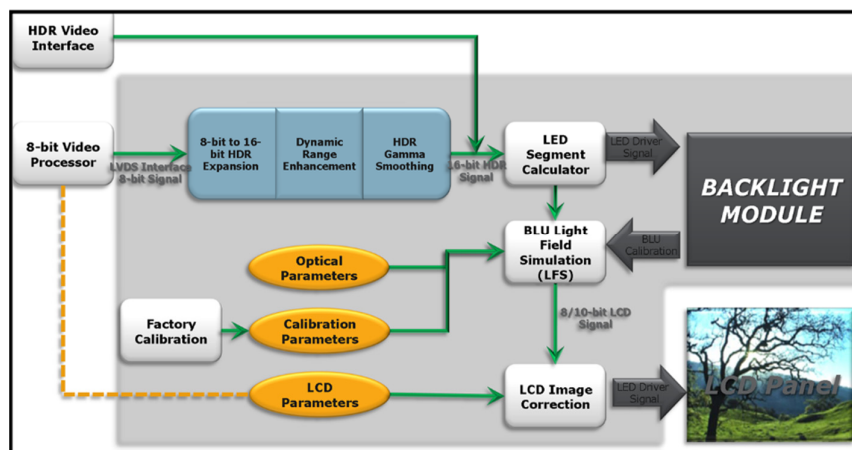 HDR Video
Interface
8-bit Video
Processor
LVDS Interface
8-bit Signal
8-bit to 16-
bit HDR
Expansion
Dynamic
Range
Enhancement
HDR
Gamma
Smoothing
16-bit HDR
Signal
LED
Segment
Calculator
LED Driver
Signal
BACKLIGHT
MODULE
BLU Light
Field
Simulation
(LFS)
BLU
Calibration
Optical
Parameters
Factory
Calibration
Calibration
Parameters
8/10-bit LCD
Signal
LCD
Parameters
LCD Image
Correction
LED Driver
Signal
LCD Panel